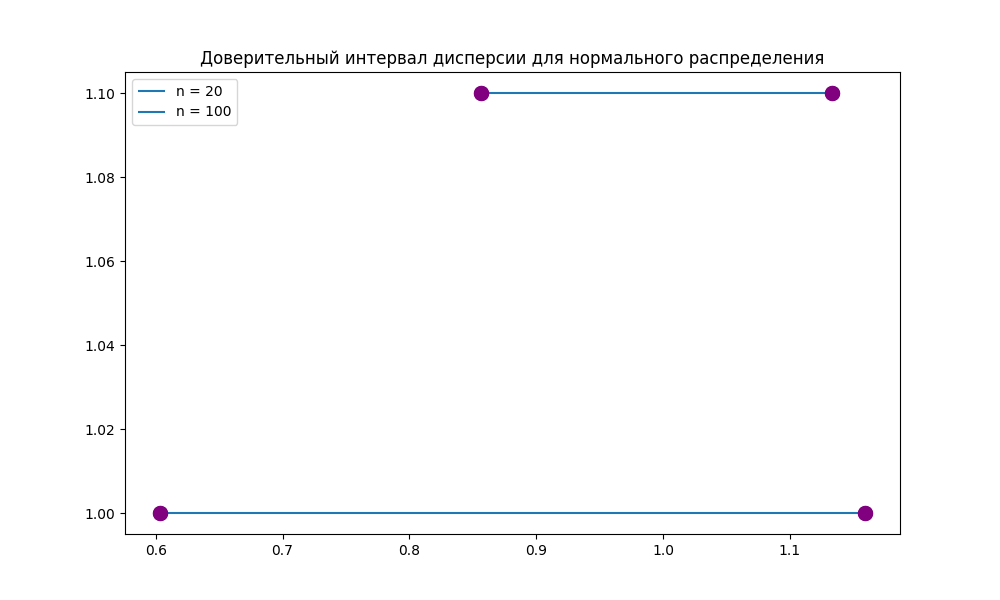 Доверительный интервал дисперсии для нормального распределения
n = 20
n = 100
1.10
1.08
1.06
1.04
1.02
1.00
0.6 0.7 0.8 0.9 1.0 1.1